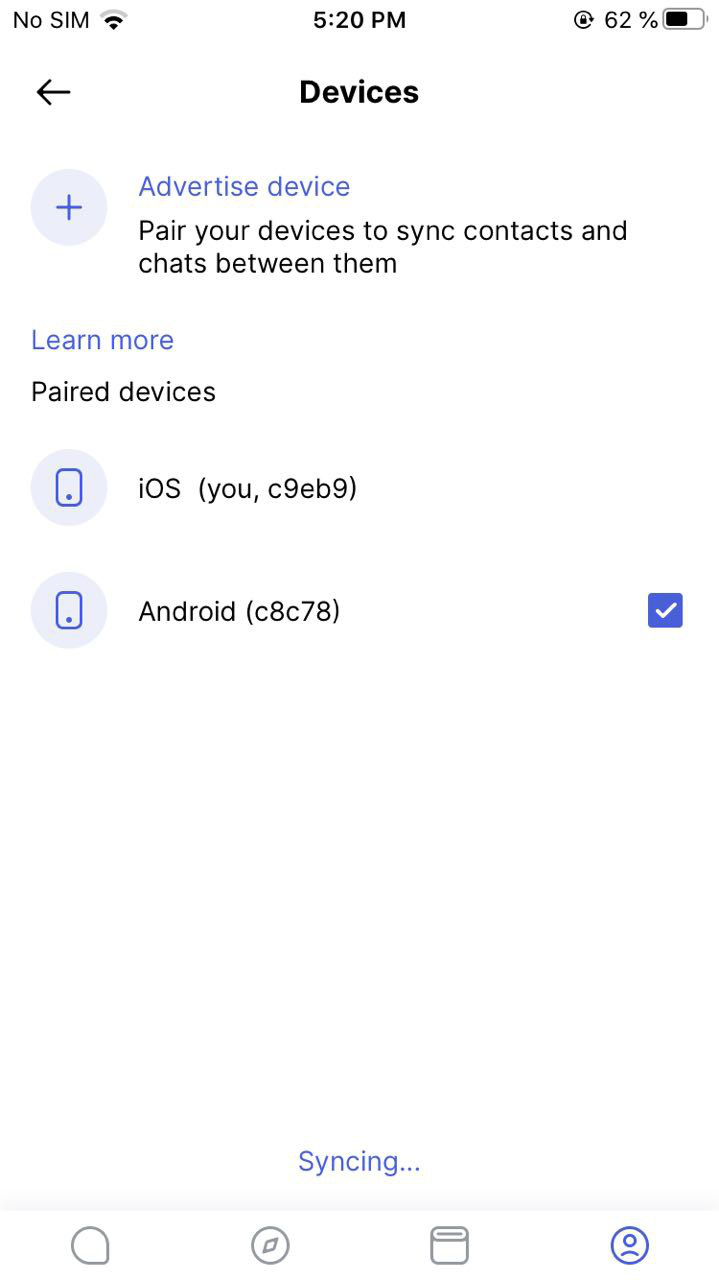 No SIM 5:20 PM 62 %
Devices
Advertise device
Pair your devices to sync contacts and
chats between them
Learn more
Paired devices
iOS (you, c9eb9)
Android (c8c78)
Syncing...